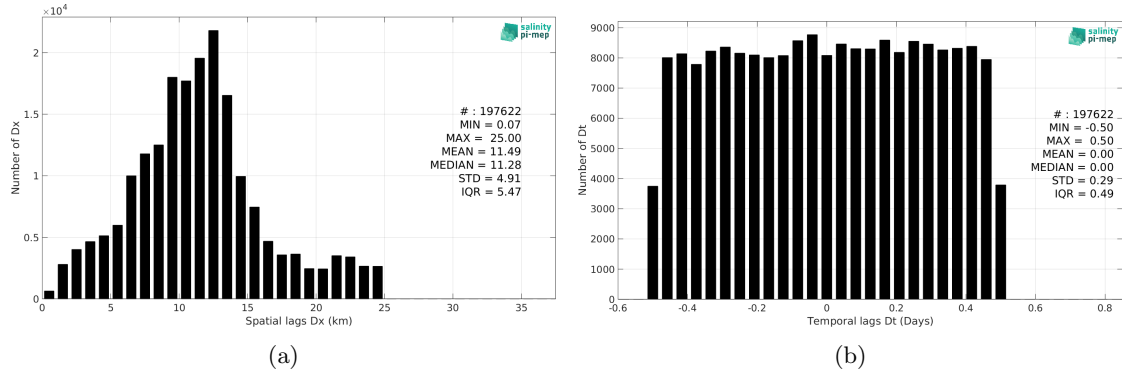 ×10⁴
2
1.5
1
0.5
0
Number of Dx
0 5 10 15 20 25 30 35
Spatial lags Dx (km)
salinity
pi-mep
# : 197622
MIN = 0.07
MAX = 25.00
MEAN = 11.49
MEDIAN = 11.28
STD = 4.91
IQR = 5.47
(a)
9000
8000
7000
6000
5000
4000
3000
2000
1000
0
Number of Dt
-0.6 -0.4 -0.2 0 0.2 0.4 0.6 0.8
Temporal lags Dt (Days)
salinity
pi-mep
# : 197622
MIN = -0.50
MAX = 0.50
MEAN = 0.00
MEDIAN = 0.00
STD = 0.29
IQR = 0.49
(b)